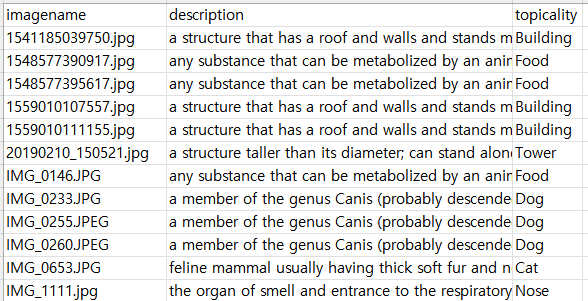 imagename description topicality
1541185039750.jpg a structure that has a roof and walls and stands m Building
1548577390917.jpg any substance that can be metabolized by an anir Food
1548577395617.jpg any substance that can be metabolized by an anir Food
1559010107557.jpg a structure that has a roof and walls and stands m Building
1559010111155.jpg a structure that has a roof and walls and stands m Building
20190210_150521.jpg a structure taller than its diameter; can stand alon Tower
IMG_0146.JPG any substance that can be metabolized by an anir Food
IMG_0233.JPG a member of the genus Canis (probably descende Dog
IMG_0255.JPEG a member of the genus Canis (probably descende Dog
IMG_0260.JPEG a member of the genus Canis (probably descende Dog
IMG_0653.JPG feline mammal usually having thick soft fur and n Cat
IMG_1111.jpg the organ of smell and entrance to the respiratory Nose